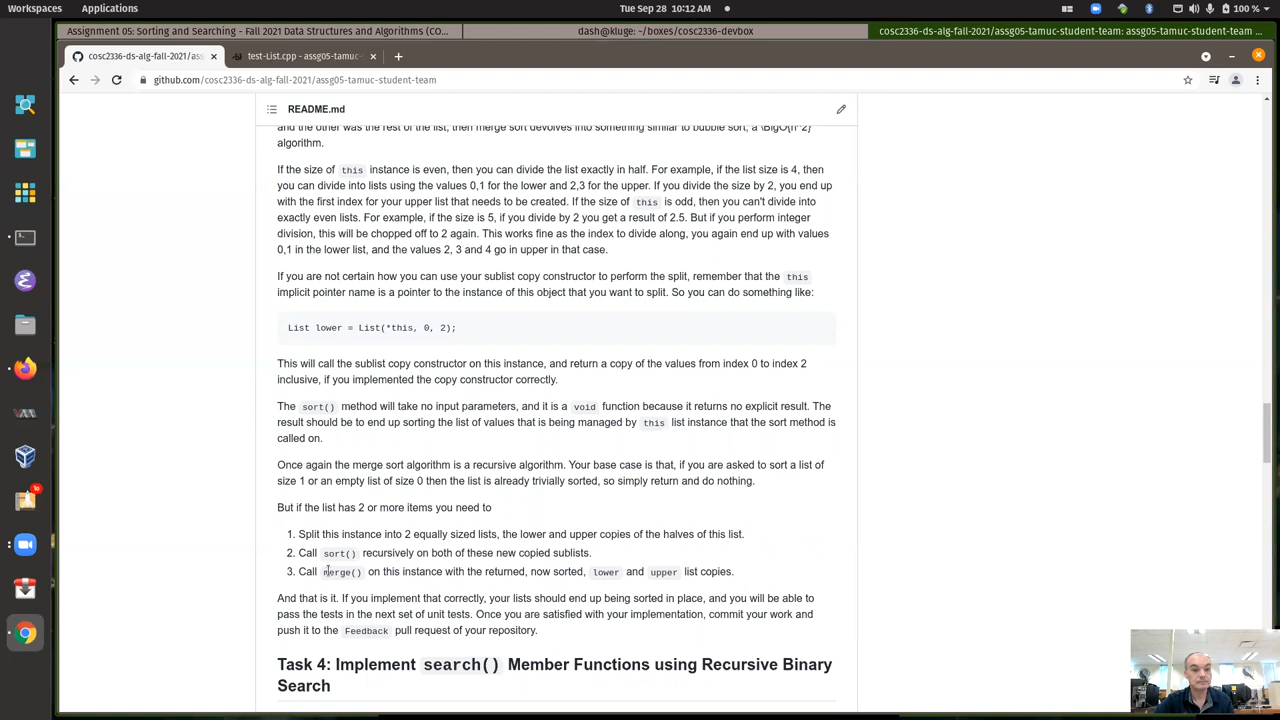 Workspaces Applications Tue Sep 28 10:12 AM 100 %
Assignment 05: Sorting and Searching - Fall 2021 Data Structures and Algorithms (CO... dash@kluge: ~/boxes/cosc2336-devbox assg05-tamuc-student-team: assg05-tamuc-student-team ...
cosc2336-ds-alg-fall-2021/a test-List.cpp - assg05-tamuc-
github.com/cosc2336-ds-alg-fall-2021/assg05-tamuc-student-team
README.md
and the other was the rest of the list, then merge sort devolves into something similar to bubble sort, a \BigO{n^2}
algorithm.
If the size of this instance is even, then you can divide the list exactly in half. For example, if the list size is 4, then
you can divide into lists using the values 0,1 for the lower and 2,3 for the upper. If you divide the size by 2, you end up
with the first index for your upper list that needs to be created. If the size of this is odd, then you can't divide into
exactly even lists. For example, if the size is 5, if you divide by 2 you get a result of 2.5. But if you perform integer
division, this will be chopped off to 2 again. This works fine as the index to divide along, you again end up with values
0,1 in the lower list, and the values 2, 3 and 4 go in upper in that case.
If you are not certain how you can use your sublist copy constructor to perform the split, remember that the this
implicit pointer name is a pointer to the instance of this object that you want to split. So you can do something like:
List lower = List(*this, 0, 2);
This will call the sublist copy constructor on this instance, and return a copy of the values from index 0 to index 2
inclusive, if you implemented the copy constructor correctly.
The sort() method will take no input parameters, and it is a void function because it returns no explicit result. The
result should be to end up sorting the list of values that is being managed by this list instance that the sort method is
called on.
Once again the merge sort algorithm is a recursive algorithm. Your base case is that, if you are asked to sort a list of
size 1 or an empty list of size 0 then the list is already trivially sorted, so simply return and do nothing.
But if the list has 2 or more items you need to
1. Split this instance into 2 equally sized lists, the lower and upper copies of the halves of this list.
2. Call sort() recursively on both of these new copied sublists.
3. Call merge() on this instance with the returned, now sorted, lower and upper list copies.
And that is it. If you implement that correctly, your lists should end up being sorted in place, and you will be able to
pass the tests in the next set of unit tests. Once you are satisfied with your implementation, commit your work and
push it to the Feedback pull request of your repository.
Task 4: Implement search() Member Functions using Recursive Binary
Search